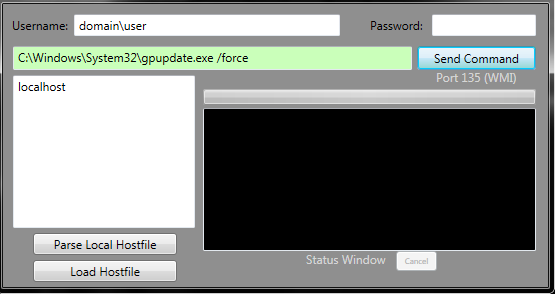 Username: domain\user Password:
C:\Windows\System32\gpupdate.exe /force Send Command
Port 135 (WMI)
localhost
Parse Local Hostfile
Load Hostfile
Status Window Cancel